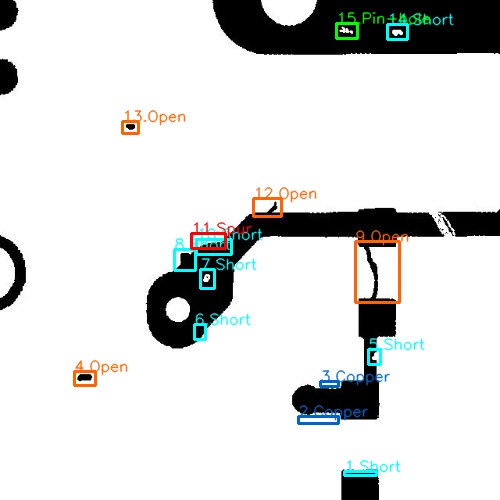 15 Pin-Hole
14 Short
13.Open
12.Open
11 Spur
Short
8
7 Short
9.Open
6 Short
5 Short
4.Open
3.Copper
2.Copper
1.Short